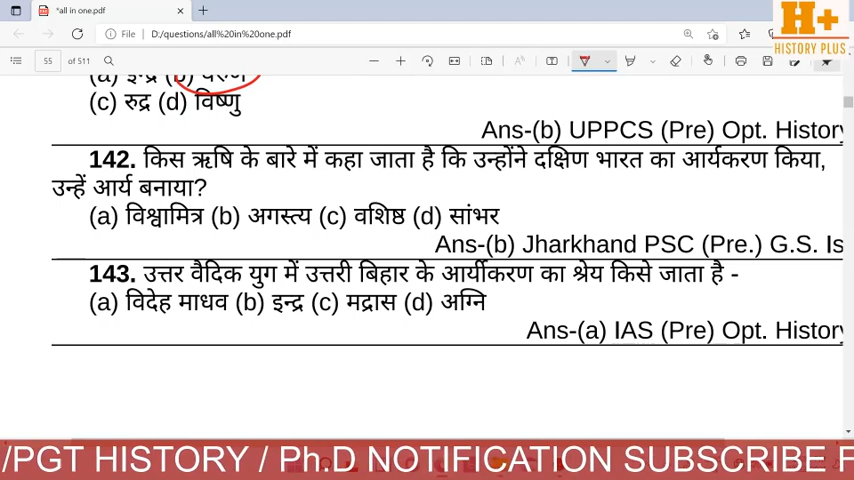 *all in one.pdf
File
D:/questions/all%20in%20one.pdf
H+
HISTORY PLUS
55 of 511
(a) इन्द्र (b) वरुण
(c) रुद्र (d) विष्णु
Ans-(b) UPPCS (Pre) Opt. History
142. किस ऋषि के बारे में कहा जाता है कि उन्होंने दक्षिण भारत का आर्यकरण किया,
उन्हें आर्य बनाया?
(a) विश्वामित्र (b) अगस्त्य (c) वशिष्ठ (d) सांभर
Ans-(b) Jharkhand PSC (Pre.) G.S. Is
143. उत्तर वैदिक युग में उत्तरी बिहार के आर्यीकरण का श्रेय किसे जाता है -
(a) विदेह माधव (b) इन्द्र (c) मद्रास (d) अग्नि
Ans-(a) IAS (Pre) Opt. History
/PGT HISTORY / Ph.D NOTIFICATION SUBSCRIBE F